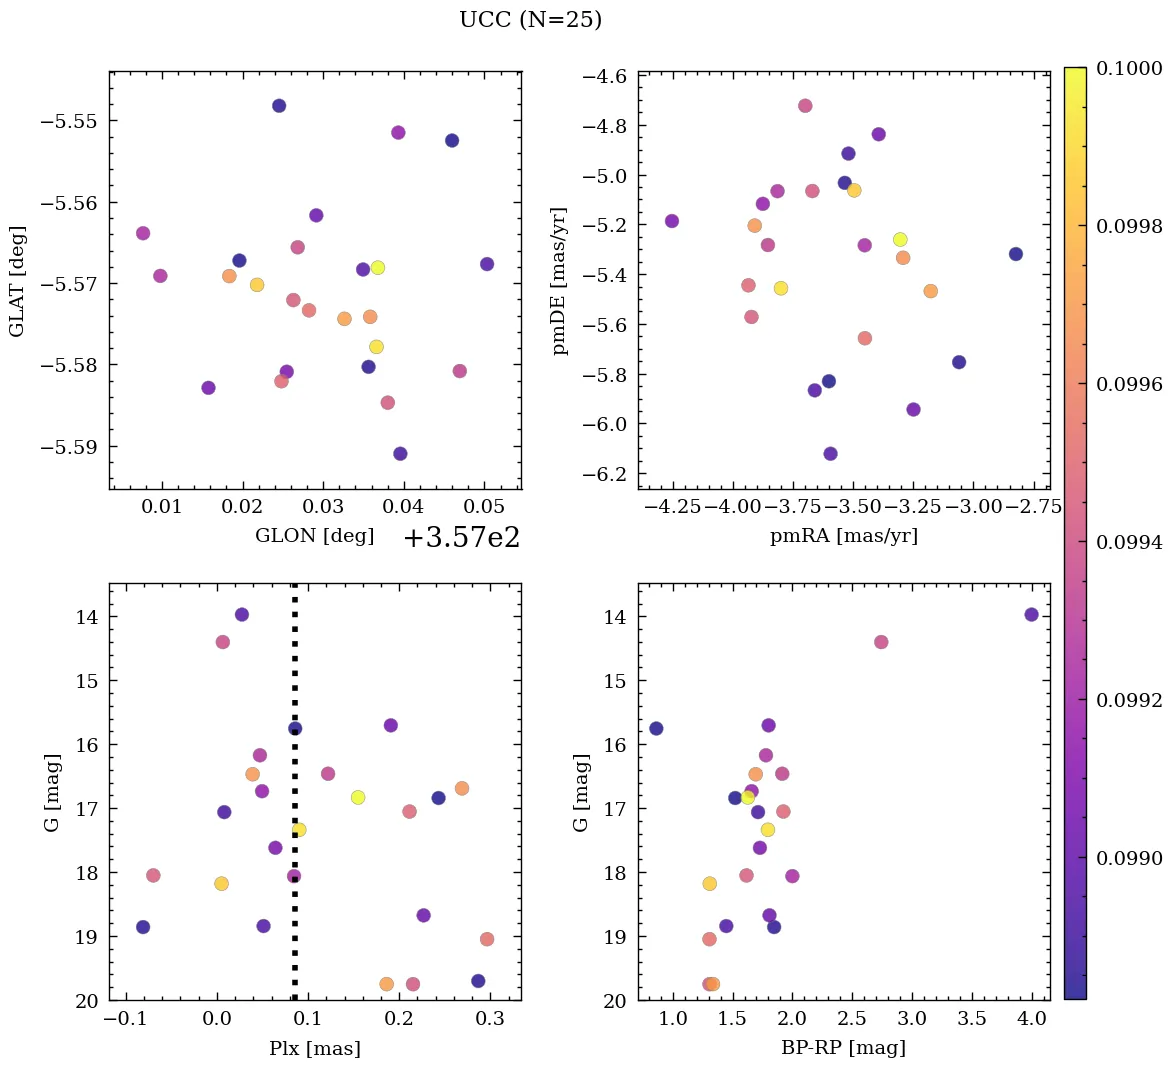 UCC (N=25)
−5.55
−5.56
−5.57
−5.58
−5.59
GLAT [deg]
0.01 0.02 0.03 0.04 0.05
GLON [deg]
+3.57e2
−4.6
−4.8
−5.0
−5.2
−5.4
−5.6
−5.8
−6.0
−6.2
pmDE [mas/yr]
−4.25 −4.00 −3.75 −3.50 −3.25 −3.00 −2.75
pmRA [mas/yr]
0.1000
0.0998
0.0996
0.0994
0.0992
0.0990
14
15
16
17
18
19
20
G [mag]
−0.1 0.0 0.1 0.2 0.3
Plx [mas]
14
15
16
17
18
19
20
G [mag]
1.0 1.5 2.0 2.5 3.0 3.5 4.0
BP-RP [mag]